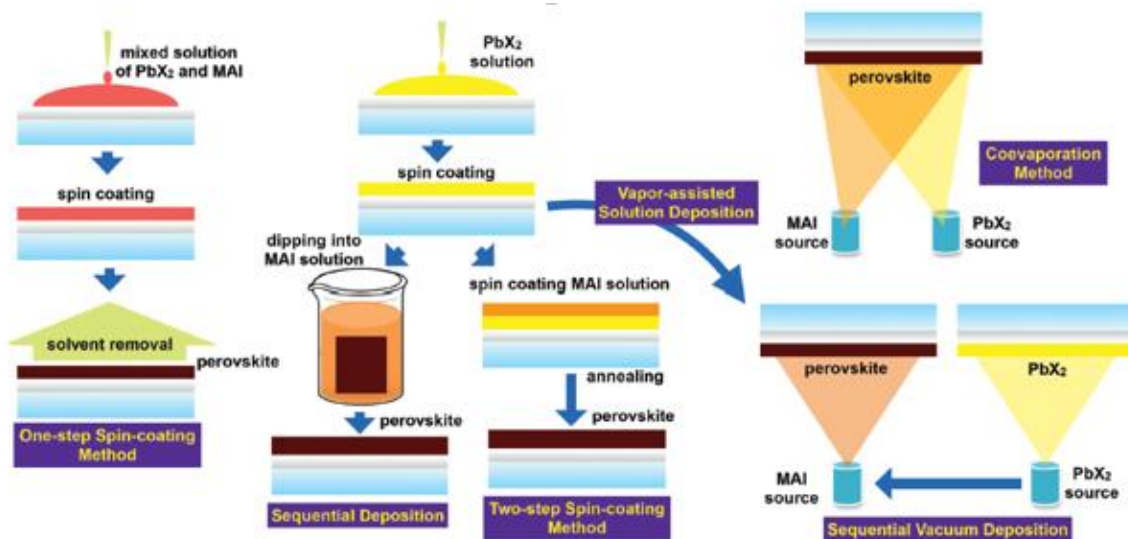 mixed solution
of PbX₂ and MAI
spin coating
solvent removal
perovskite
One-step Spin-coating
Method
PbX₂
solution
spin coating
dipping into
MAI solution
perovskite
Sequential Deposition
spin coating MAI solution
annealing
perovskite
Two-step Spin-coating
Method
Vapor-assisted
Solution Deposition
perovskite
Coevaporation
Method
MAI
source
PbX₂
source
perovskite
PbX₂
MAI
source
PbX₂
source
Sequential Vacuum Deposition